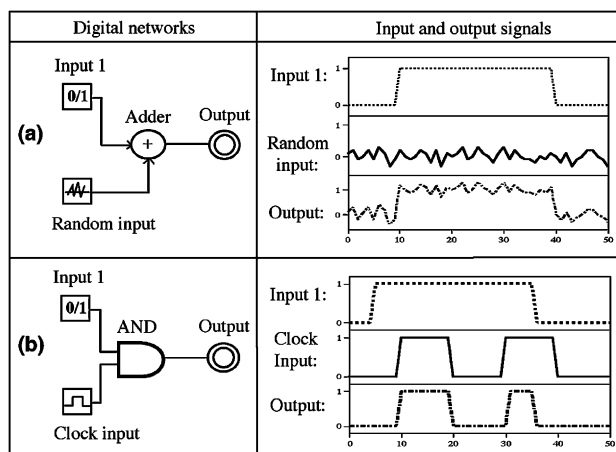 Digital networks
Input and output signals
(a)
Input 1
0/1
Adder
+
Output
Random input
Input 1:
1
0
Random
input:
0
Output:
1
0
0 10 20 30 40 50
(b)
Input 1
0/1
AND
Output
Clock input
Input 1:
1
0
Clock
Input:
1
0
Output:
1
0
0 10 20 30 40 50